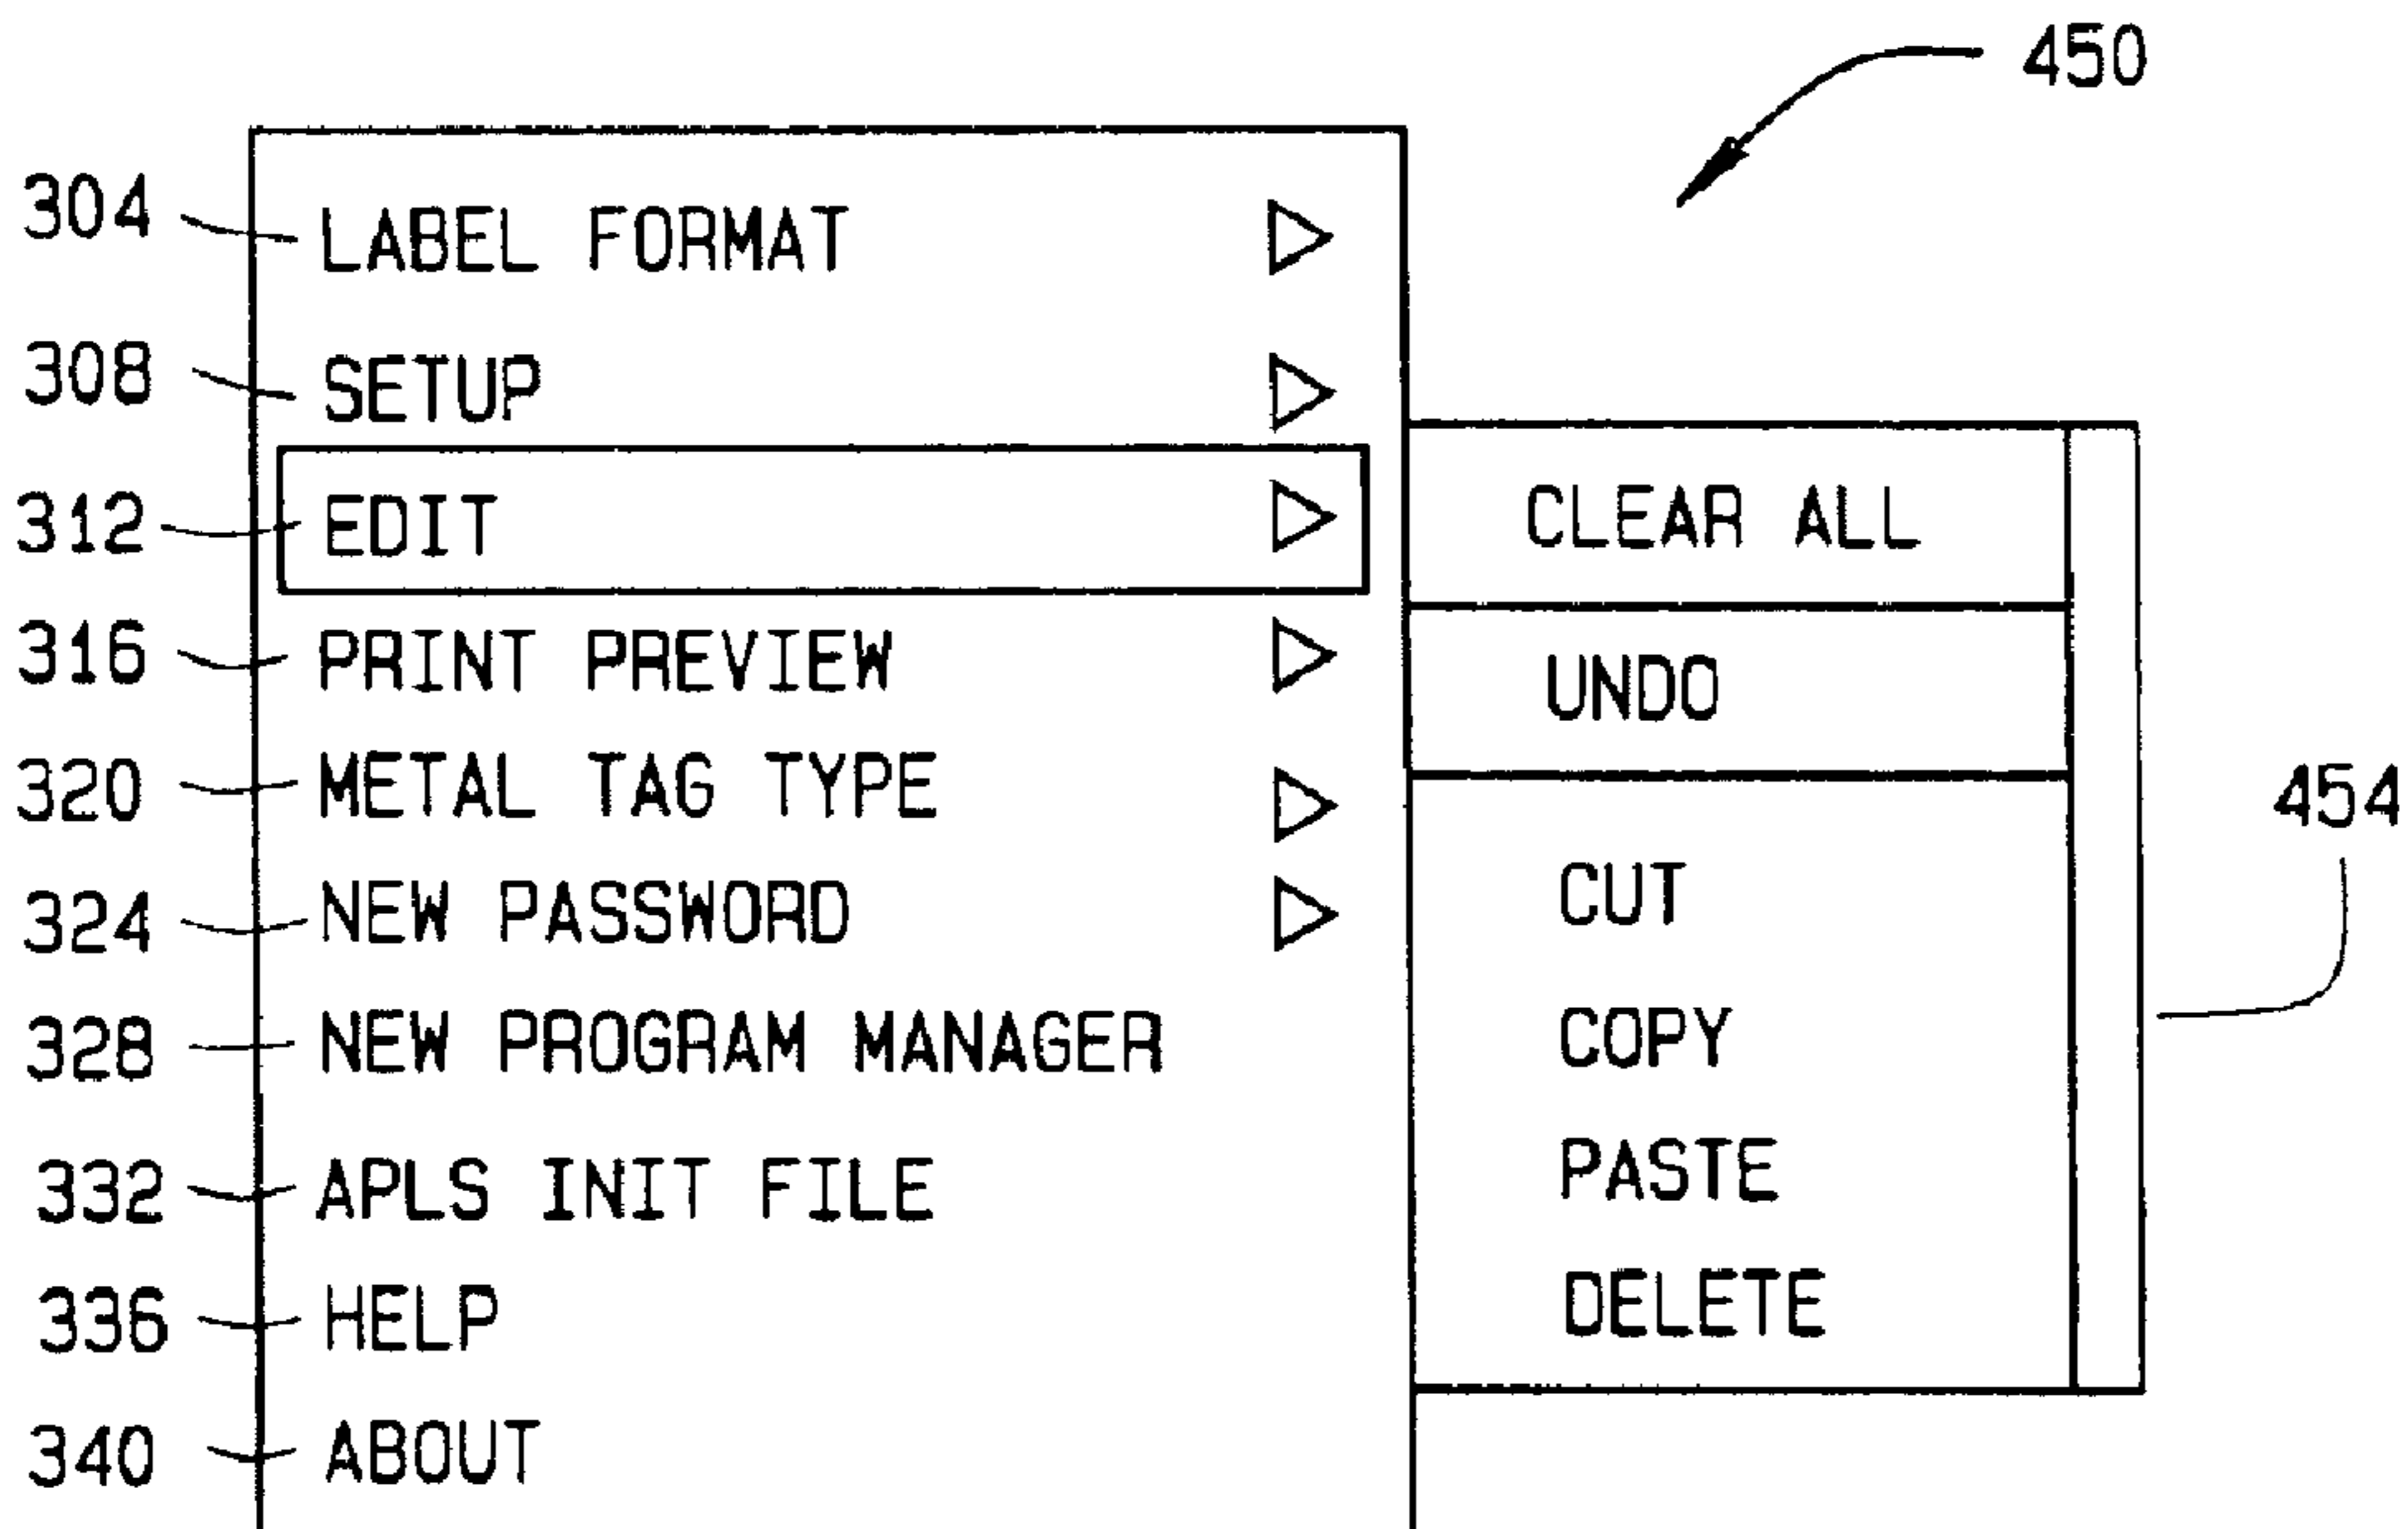 450
304 LABEL FORMAT
308 SETUP
312 EDIT
316 PRINT PREVIEW
320 METAL TAG TYPE
324 NEW PASSWORD
328 NEW PROGRAM MANAGER
332 APLS INIT FILE
336 HELP
340 ABOUT
CLEAR ALL
UNDO
CUT
COPY
PASTE
DELETE
454